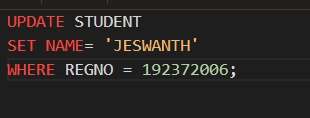 UPDATE STUDENT
SET NAME= 'JESWANTH'
WHERE REGNO = 192372006;